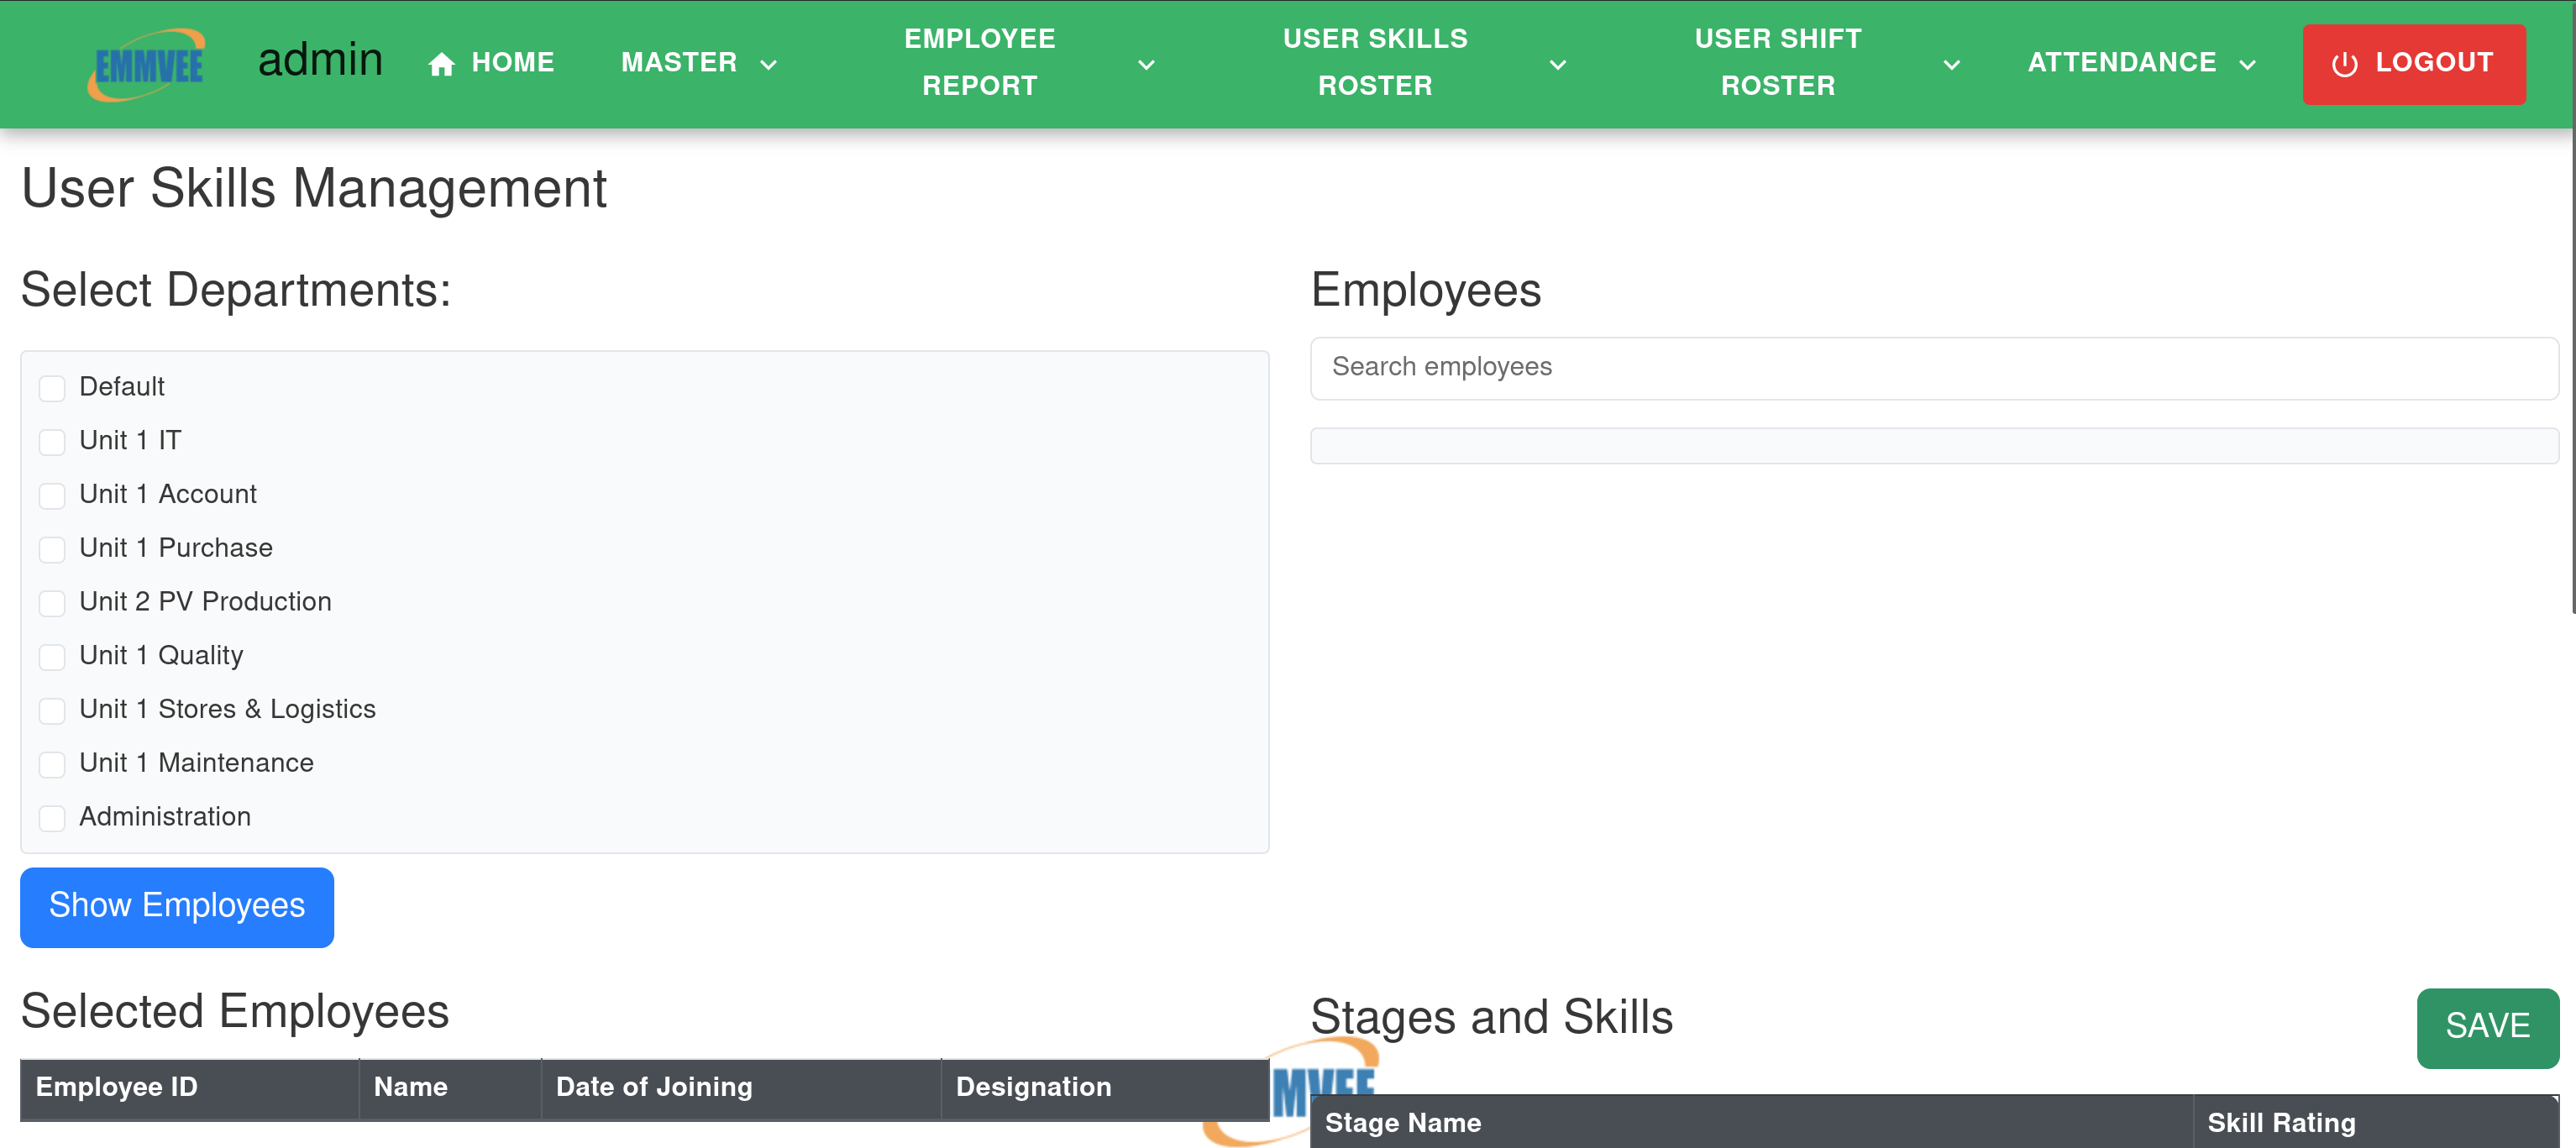 EMMVEE
admin
HOME
MASTER
EMPLOYEE
REPORT
USER SKILLS
ROSTER
USER SHIFT
ROSTER
ATTENDANCE
LOGOUT
User Skills Management
Select Departments:
Default
Unit 1 IT
Unit 1 Account
Unit 1 Purchase
Unit 2 PV Production
Unit 1 Quality
Unit 1 Stores & Logistics
Unit 1 Maintenance
Administration
Show Employees
Employees
Search employees
Selected Employees
Employee ID Name Date of Joining Designation
Stages and Skills
SAVE
MVEE
Stage Name Skill Rating